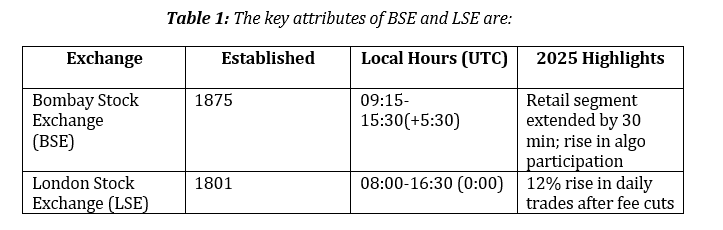 Table 1: The key attributes of BSE and LSE are:
Exchange Established Local Hours (UTC) 2025 Highlights
Bombay Stock
Exchange
(BSE)
1875
09:15-
15:30(+5:30)
Retail segment
extended by 30
min; rise in algo
participation
London Stock
Exchange (LSE)
1801
08:00-16:30 (0:00)
12% rise in daily
trades after fee cuts